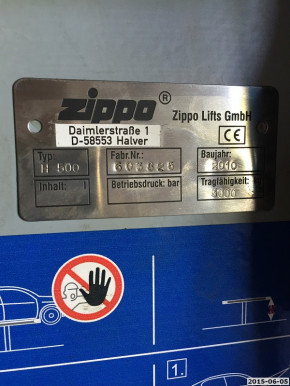 zippo®
Zippo Lifts GmbH
Daimlerstraße 1
D-58553 Halver
CE
Typ:
H 500
Fabr.Nr.:
Baujahr:
2010
Inhalt: l
Betriebsdruck: bar
Tragfähigkeit:
1.
2015-06-05